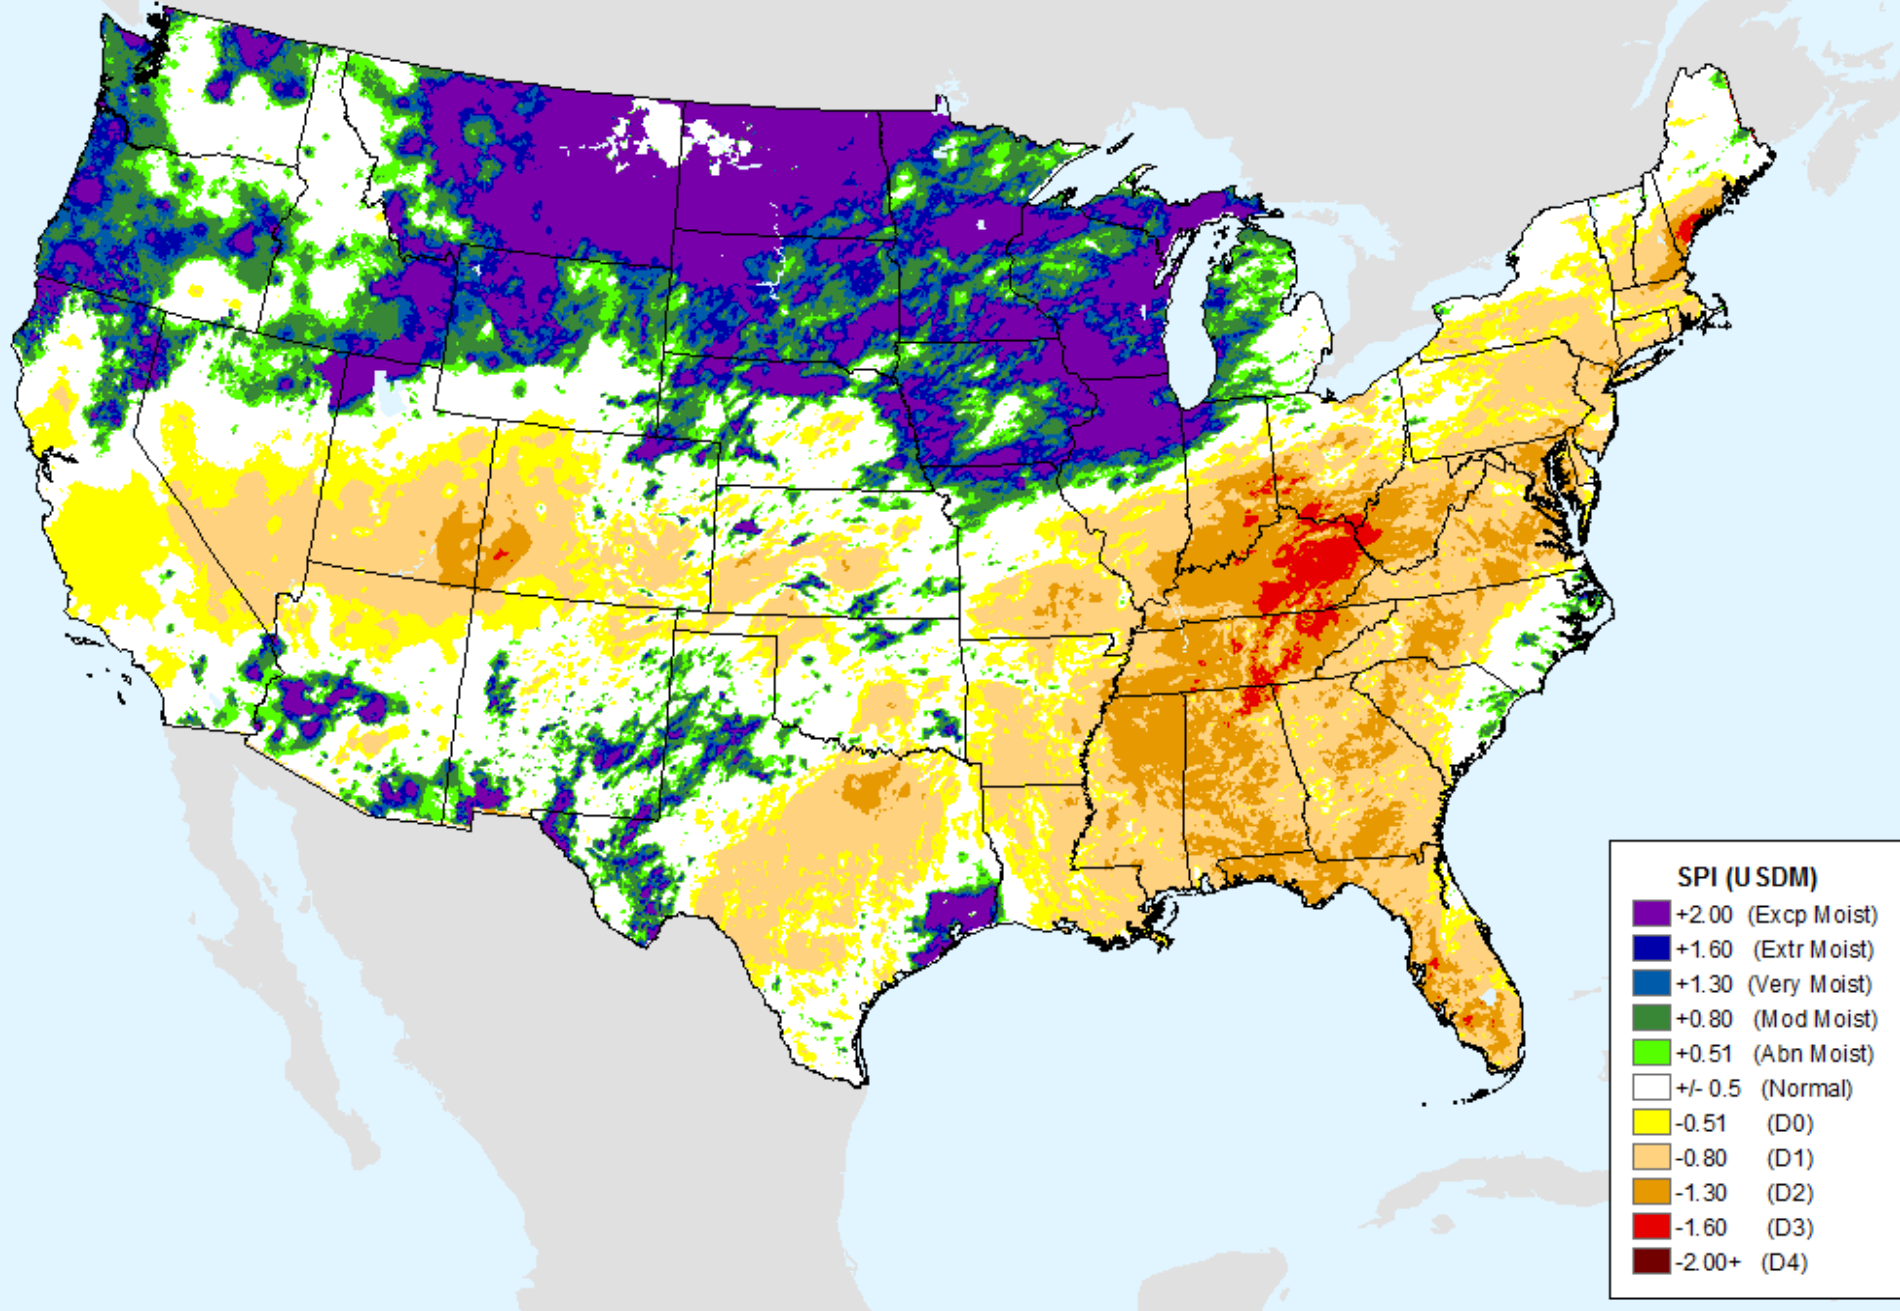 SPI (USDM)
+2.00 (Excp Moist)
+1.60 (Extr Moist)
+1.30 (Very Moist)
+0.80 (Mod Moist)
+0.51 (Abn Moist)
+/- 0.5 (Normal)
-0.51 (D0)
-0.80 (D1)
-1.30 (D2)
-1.60 (D3)
-2.00+ (D4)